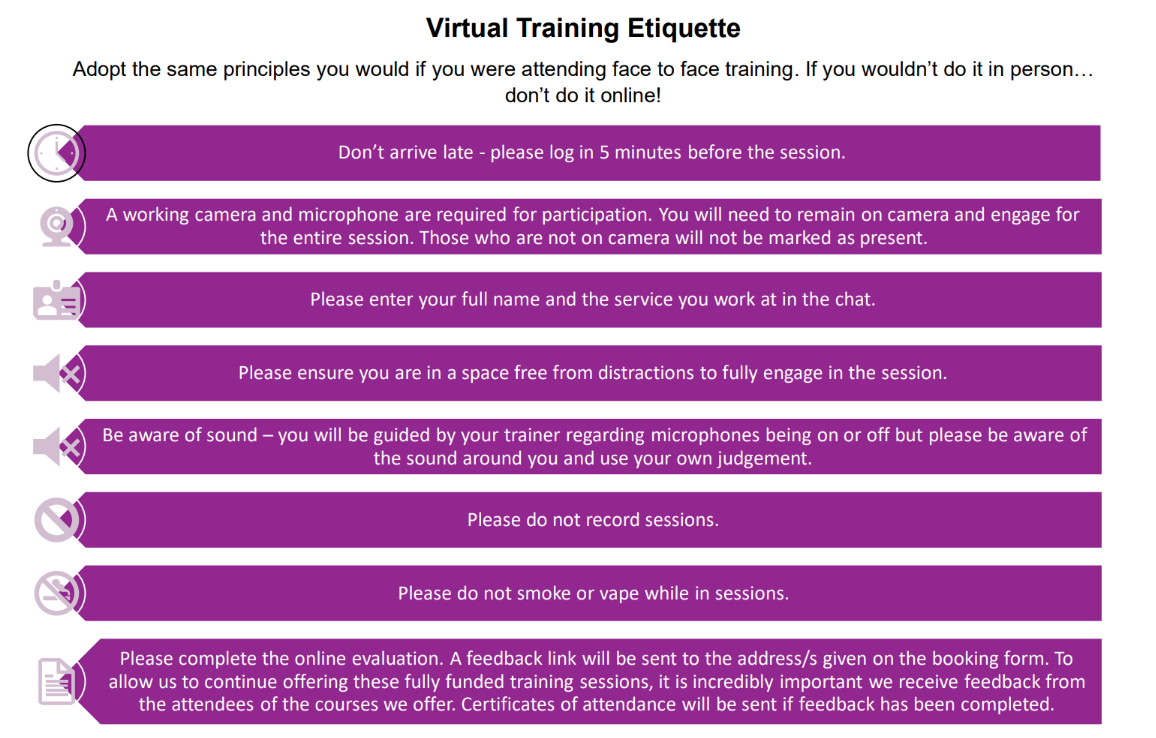 Virtual Training Etiquette
Adopt the same principles you would if you were attending face to face training. If you wouldn’t do it in person…
don’t do it online!
Don’t arrive late - please log in 5 minutes before the session.
A working camera and microphone are required for participation. You will need to remain on camera and engage for
the entire session. Those who are not on camera will not be marked as present.
Please enter your full name and the service you work at in the chat.
Please ensure you are in a space free from distractions to fully engage in the session.
Be aware of sound – you will be guided by your trainer regarding microphones being on or off but please be aware of
the sound around you and use your own judgement.
Please do not record sessions.
Please do not smoke or vape while in sessions.
Please complete the online evaluation. A feedback link will be sent to the address/s given on the booking form. To
allow us to continue offering these fully funded training sessions, it is incredibly important we receive feedback from
the attendees of the courses we offer. Certificates of attendance will be sent if feedback has been completed.